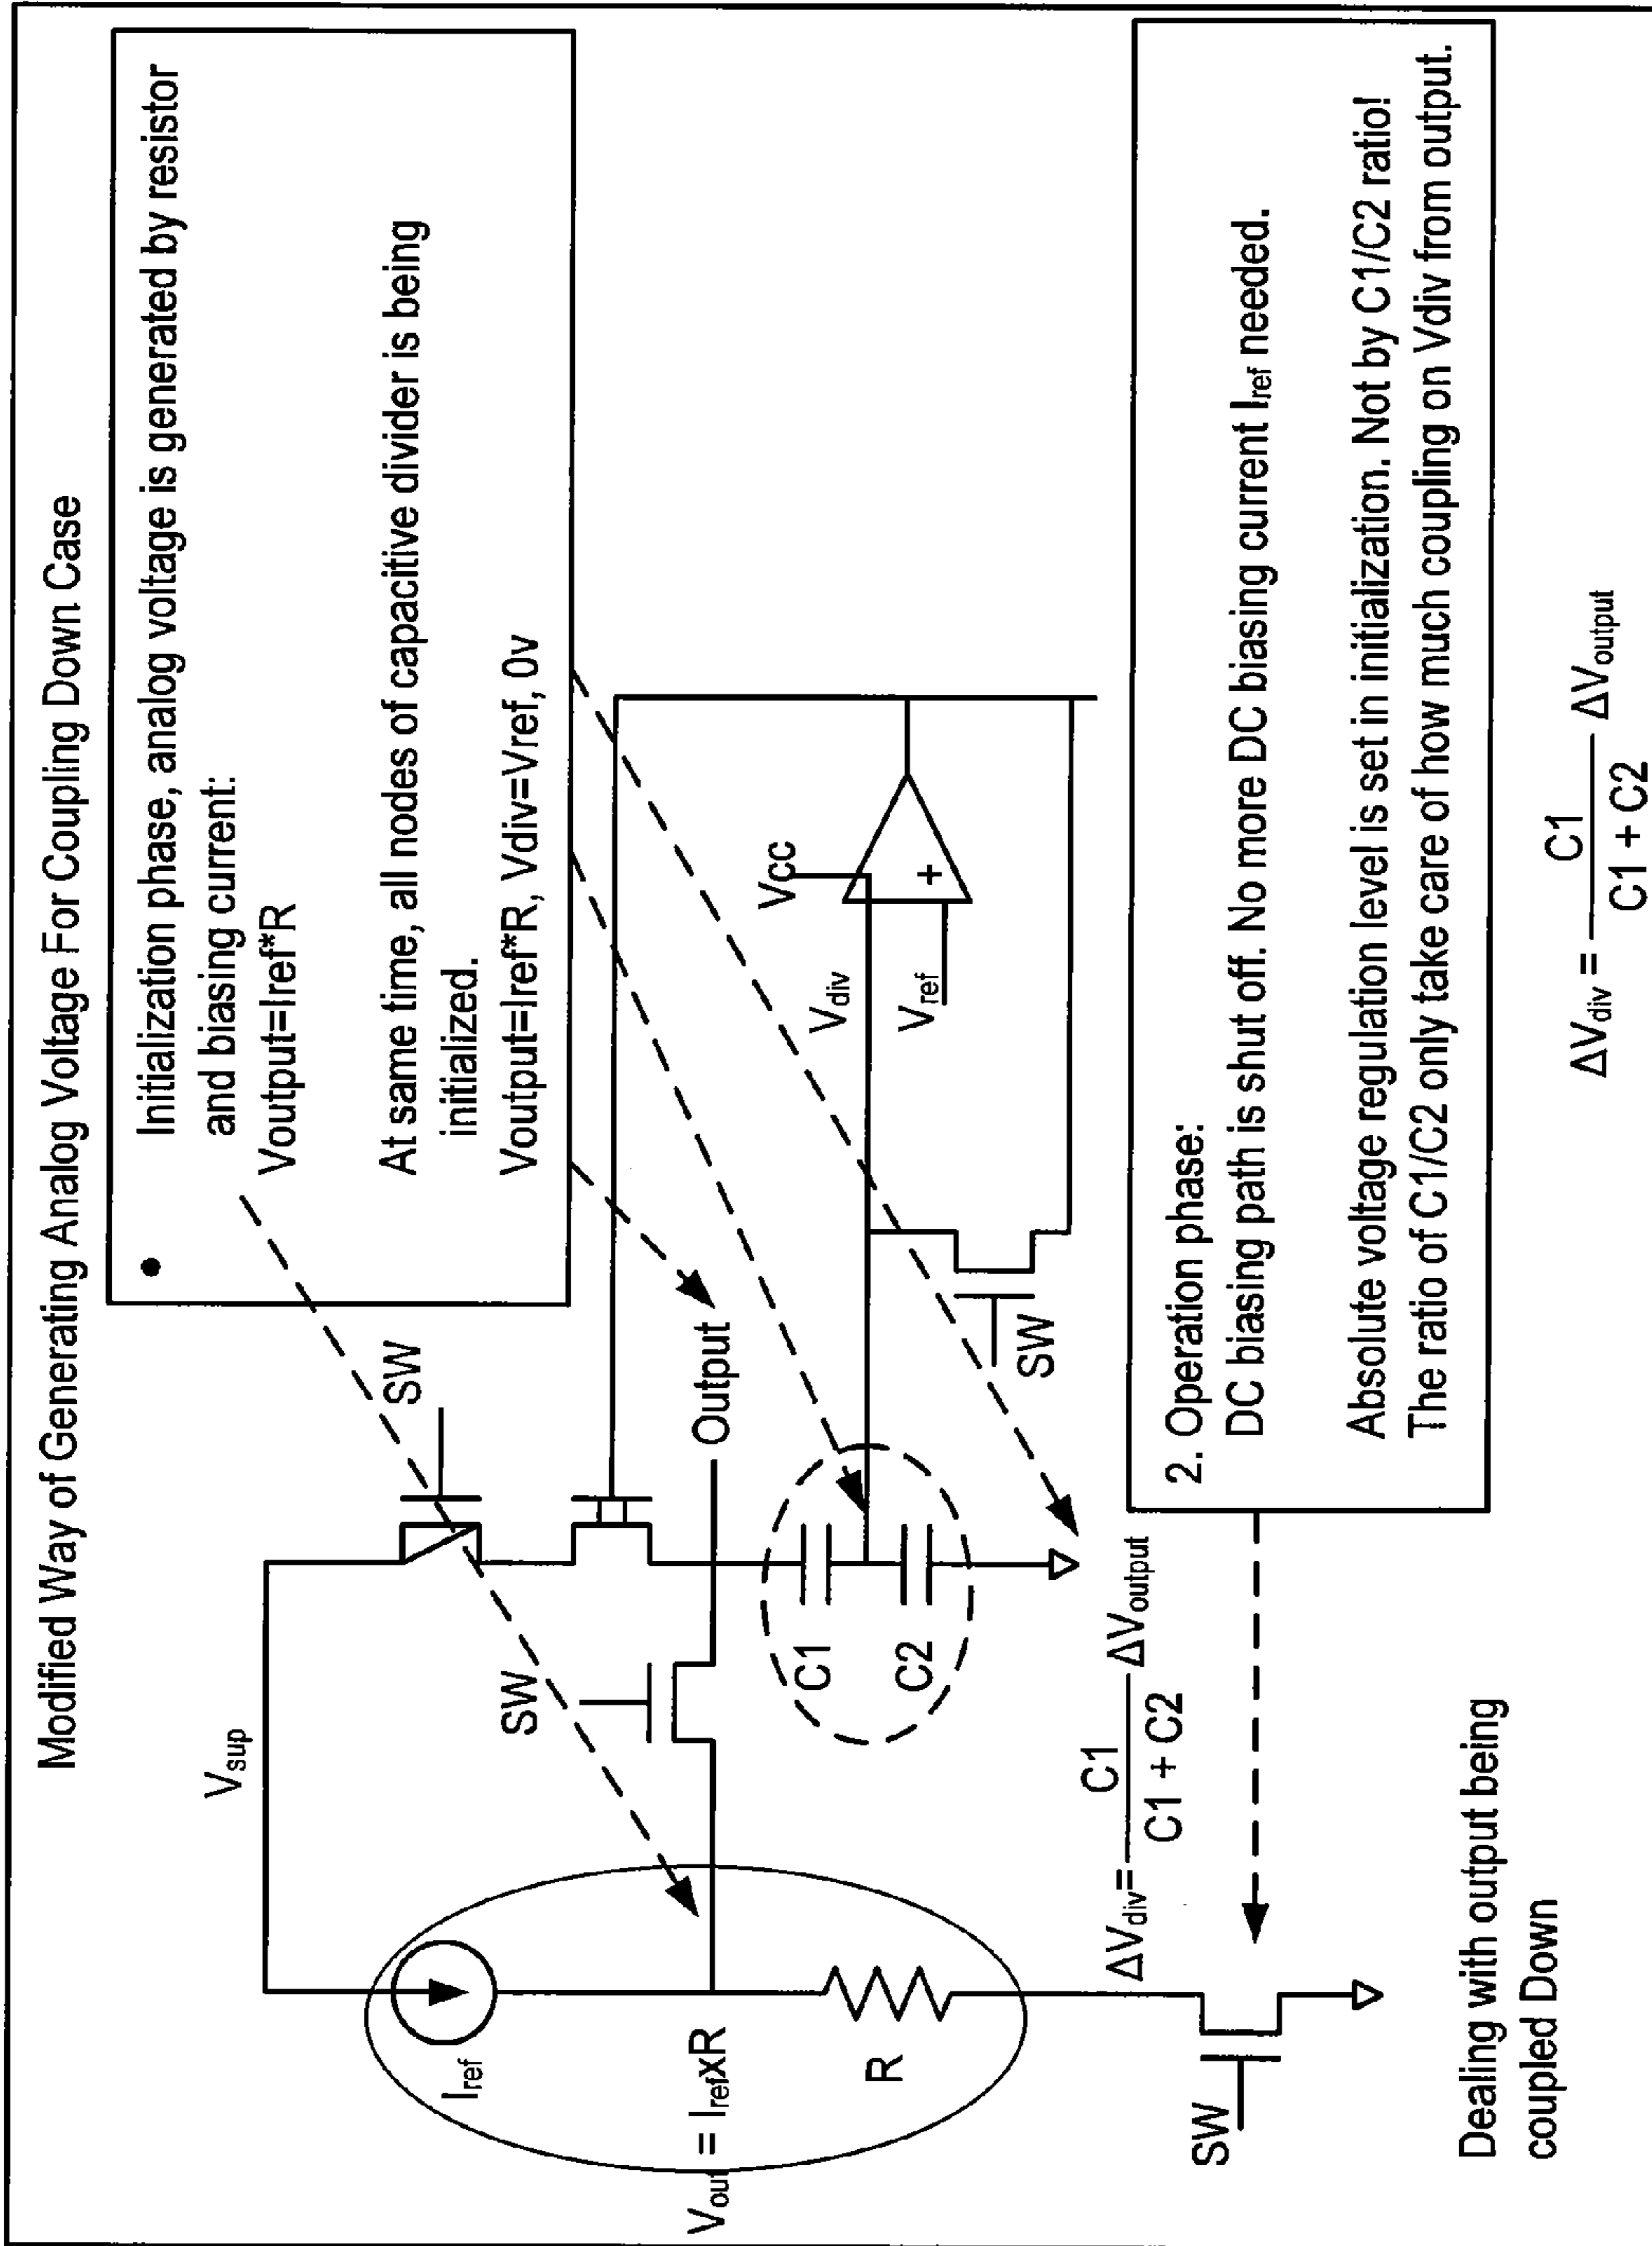 Modified Way of Generating Analog Voltage For Coupling Down Case
• Initialization phase, analog voltage is generated by resistor
and biasing current:
Voutput=Iref*R
At same time, all nodes of capacitive divider is being
initialized.
Voutput=Iref*R, Vdiv=Vref, 0v
Vsup
SW
Iref
SW
Output
Vout = IrefxR
Vcc
Vdiv
+
Vref
C1
R
C2
SW
ΔVdiv= C1 / C1 + C2 ΔVoutput
SW
2. Operation phase:
DC biasing path is shut off. No more DC biasing current Iref needed.
Absolute voltage regulation level is set in initialization. Not by C1/C2 ratio!
The ratio of C1/C2 only take care of how much coupling on Vdiv from output.
Dealing with output being
coupled Down
ΔVdiv = C1 / C1 + C2 ΔVoutput